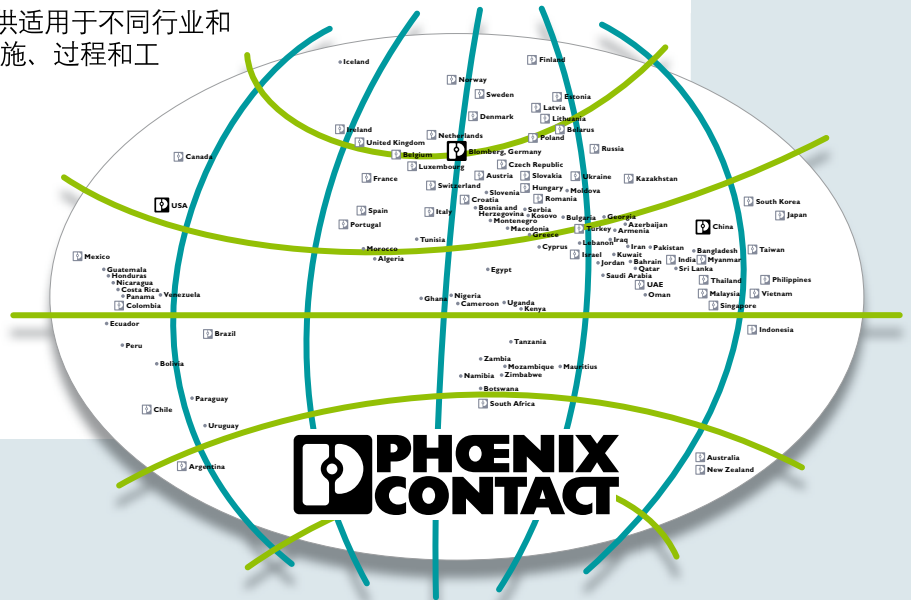 供适用于不同行业和
施、过程和工
Iceland
Finland
Norway
Sweden
Estonia
Latvia
Denmark
Lithuania
Ireland
Netherlands
Belarus
United Kingdom
Poland
Canada
Belgium
Blomberg, Germany
Russia
Luxembourg
Czech Republic
France
Austria
Slovakia
Ukraine
Kazakhstan
Switzerland
Slovenia
Hungary
Moldova
USA
Croatia
Romania
South Korea
Spain
Italy
Bosnia and
Herzegovina
Serbia
Kosovo
Bulgaria
Georgia
Japan
Portugal
Montenegro
Azerbaijan
China
Macedonia
Turkey
Armenia
Greece
Tunisia
Lebanon
Iraq
Morocco
Cyprus
Iran
Pakistan
Bangladesh
Taiwan
Mexico
Algeria
Israel
Kuwait
India
Myanmar
Jordan
Bahrain
Guatemala
Egypt
Qatar
Sri Lanka
Honduras
Saudi Arabia
Nicaragua
UAE
Thailand
Philippines
Costa Rica
Panama
Venezuela
Ghana
Nigeria
Oman
Malaysia
Vietnam
Colombia
Cameroon
Uganda
Kenya
Singapore
Ecuador
Indonesia
Brazil
Peru
Tanzania
Bolivia
Zambia
Mozambique
Mauritius
Namibia
Zimbabwe
Botswana
Paraguay
Chile
South Africa
Uruguay
Argentina
Australia
New Zealand
PHŒNIX
CONTACT